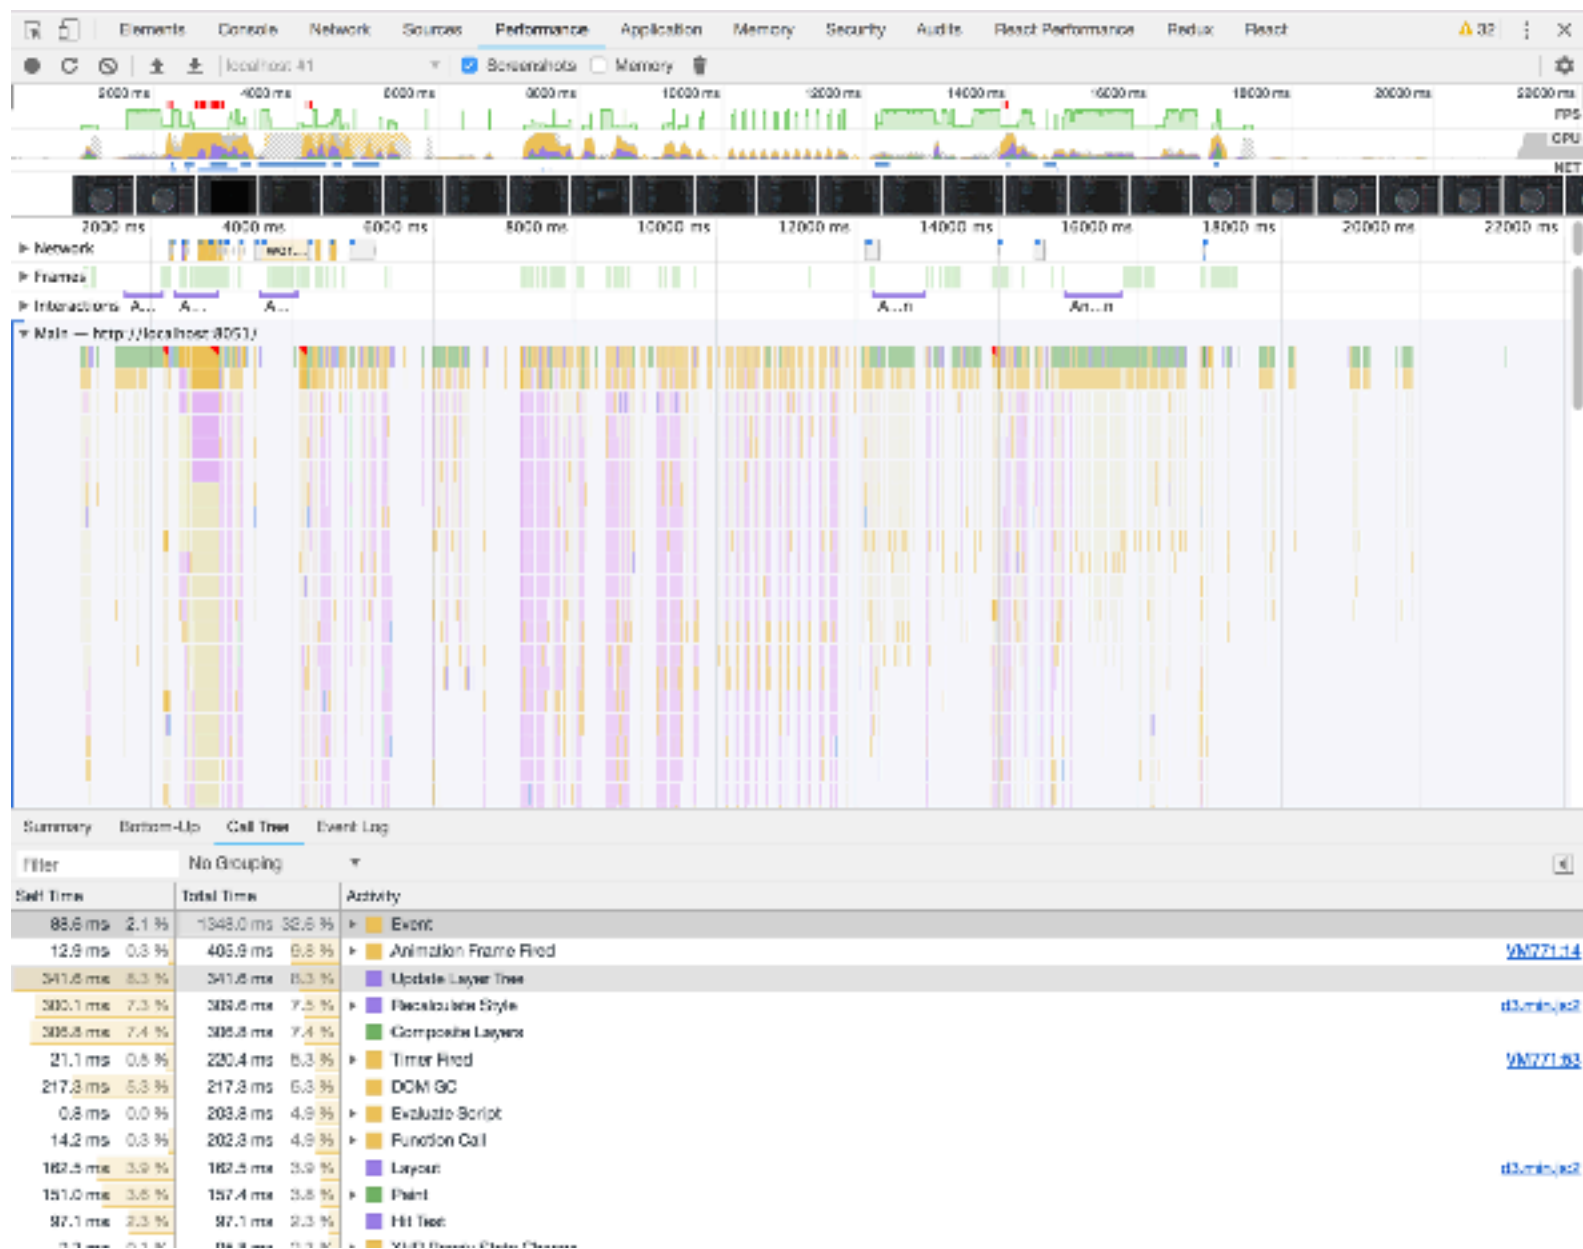 Elements Console Network Sources Performance Application Memory Security Audits React Performance Redux React 32
localhost #1 Screenshots Memory
2000 ms 4000 ms 6000 ms 8000 ms 10000 ms 12000 ms 14000 ms 16000 ms 18000 ms 20000 ms 22000 ms
FPS
CPU
NET
2000 ms 4000 ms 6000 ms 8000 ms 10000 ms 12000 ms 14000 ms 16000 ms 18000 ms 20000 ms 22000 ms
Network wor...
Frames
Interactions A... A... A... A...n An...n
Main — http://localhost:8051/
Summary Bottom-Up Call Tree Event Log
Filter No Grouping
Self Time Total Time Activity
88.6 ms 2.1 % 1348.0 ms 32.6 % Event
12.9 ms 0.3 % 405.9 ms 9.8 % Animation Frame Fired VM771:14
341.6 ms 8.3 % 341.6 ms 8.3 % Update Layer Tree
300.1 ms 7.3 % 309.6 ms 7.5 % Recalculate Style d3.min.js:2
306.8 ms 7.4 % 306.8 ms 7.4 % Composite Layers
21.1 ms 0.5 % 220.4 ms 5.3 % Timer Fired VM771:53
217.3 ms 5.3 % 217.3 ms 5.3 % DOM GC
0.8 ms 0.0 % 203.8 ms 4.9 % Evaluate Script
14.2 ms 0.3 % 202.3 ms 4.9 % Function Call
162.5 ms 3.9 % 162.5 ms 3.9 % Layout d3.min.js:2
151.0 ms 3.6 % 157.4 ms 3.8 % Paint
97.1 ms 2.3 % 97.1 ms 2.3 % Hit Test
XHR Ready State Change